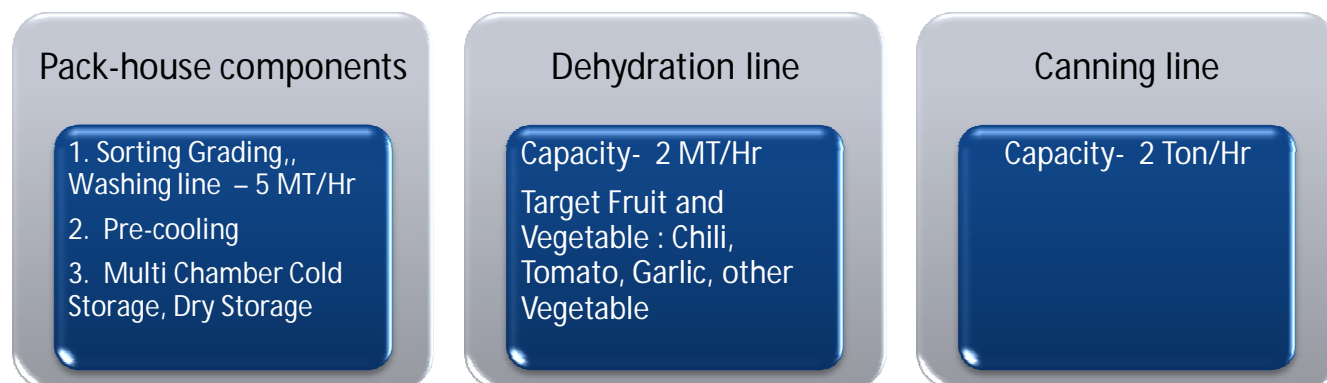 Pack-house components
1. Sorting Grading,,
Washing line – 5 MT/Hr
2. Pre-cooling
3. Multi Chamber Cold
Storage, Dry Storage
Dehydration line
Capacity- 2 MT/Hr
Target Fruit and
Vegetable : Chili,
Tomato, Garlic, other
Vegetable
Canning line
Capacity- 2 Ton/Hr